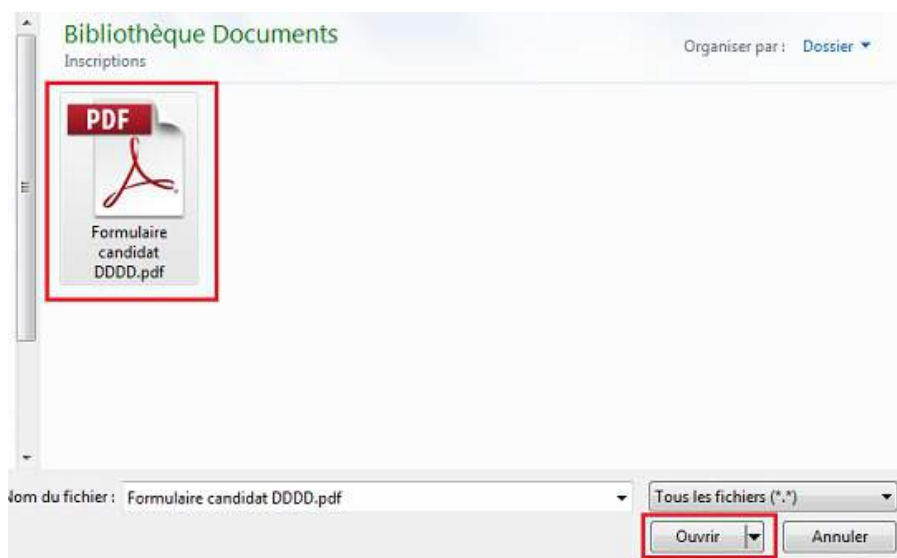 Bibliothèque Documents
Inscriptions
Organiser par : Dossier
PDF
Formulaire
candidat
DDDD.pdf
Nom du fichier : Formulaire candidat DDDD.pdf
Tous les fichiers (*.*)
Ouvrir
Annuler